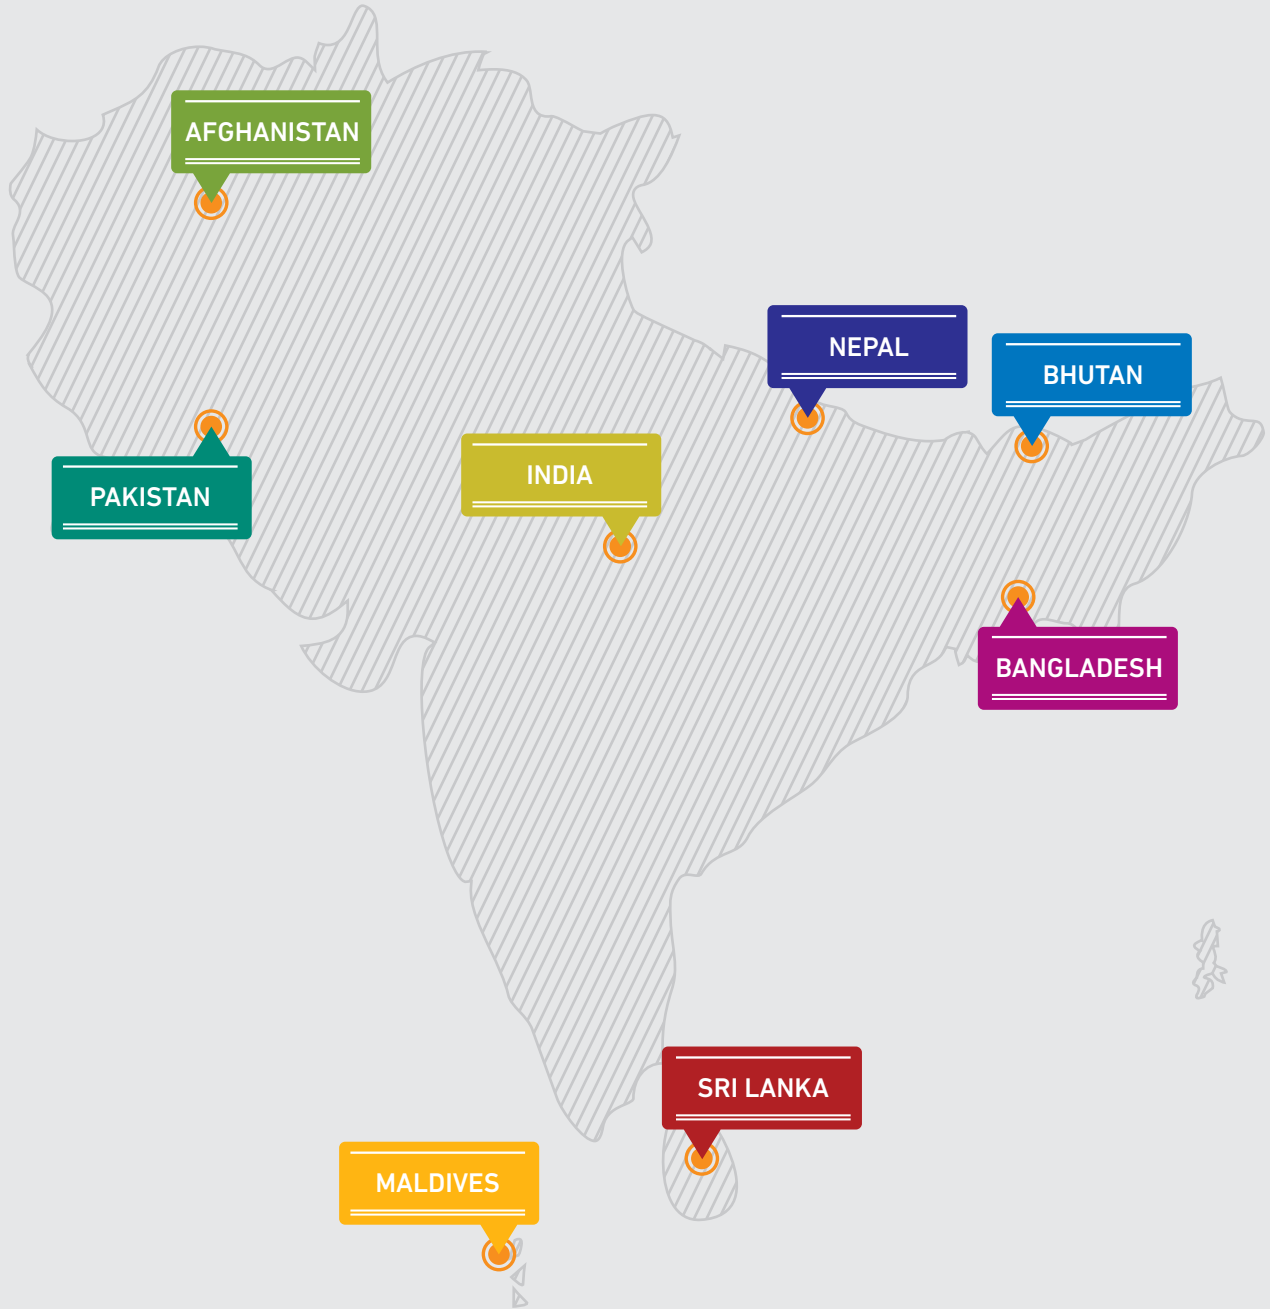 AFGHANISTAN
NEPAL
BHUTAN
INDIA
PAKISTAN
BANGLADESH
SRI LANKA
MALDIVES